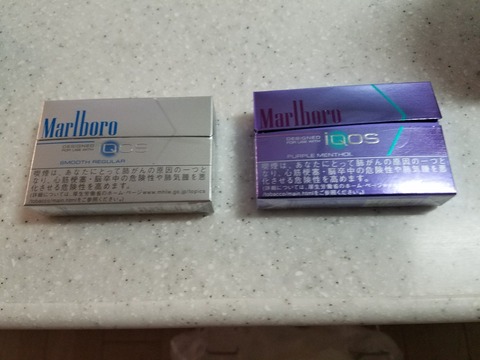 Marlboro
DESIGNED
FOR USE WITH
IQOS
SMOOTH REGULAR
喫煙は、あなたにとって肺がんの原因の一つと
なり、心筋梗塞・脳卒中の危険性や肺気腫を悪
化させる危険性を高めます。
Marlboro
DESIGNED
FOR USE WITH
iQOS
PURPLE MENTHOL
喫煙は、あなたにとって肺がんの原因の一つと
なり、心筋梗塞・脳卒中の危険性や肺気腫を悪
化させる危険性を高めます。